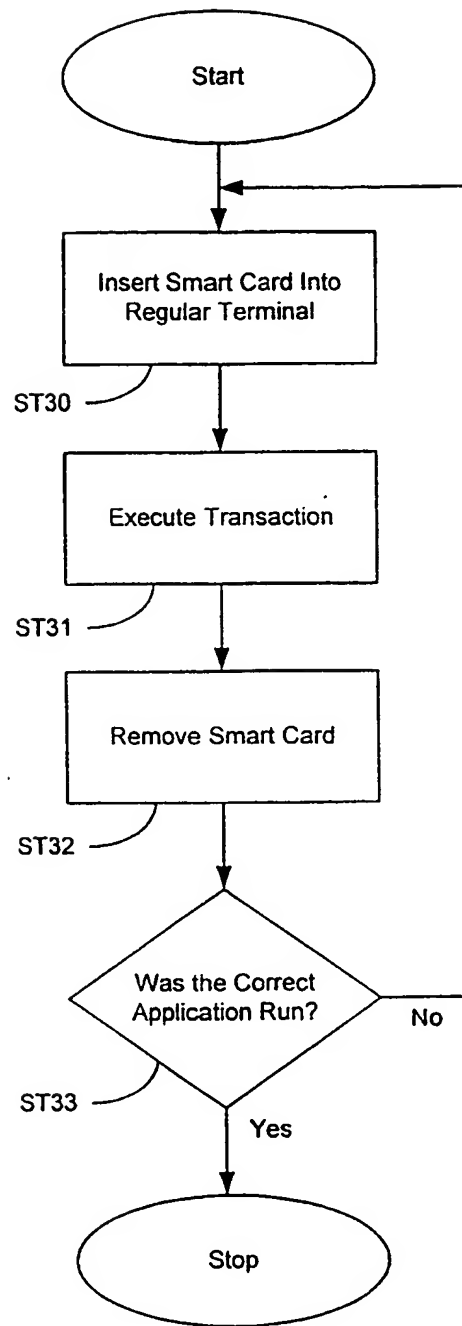 Start
Insert Smart Card Into
Regular Terminal
ST30
Execute Transaction
ST31
Remove Smart Card
ST32
Was the Correct
Application Run?
No
ST33
Yes
Stop